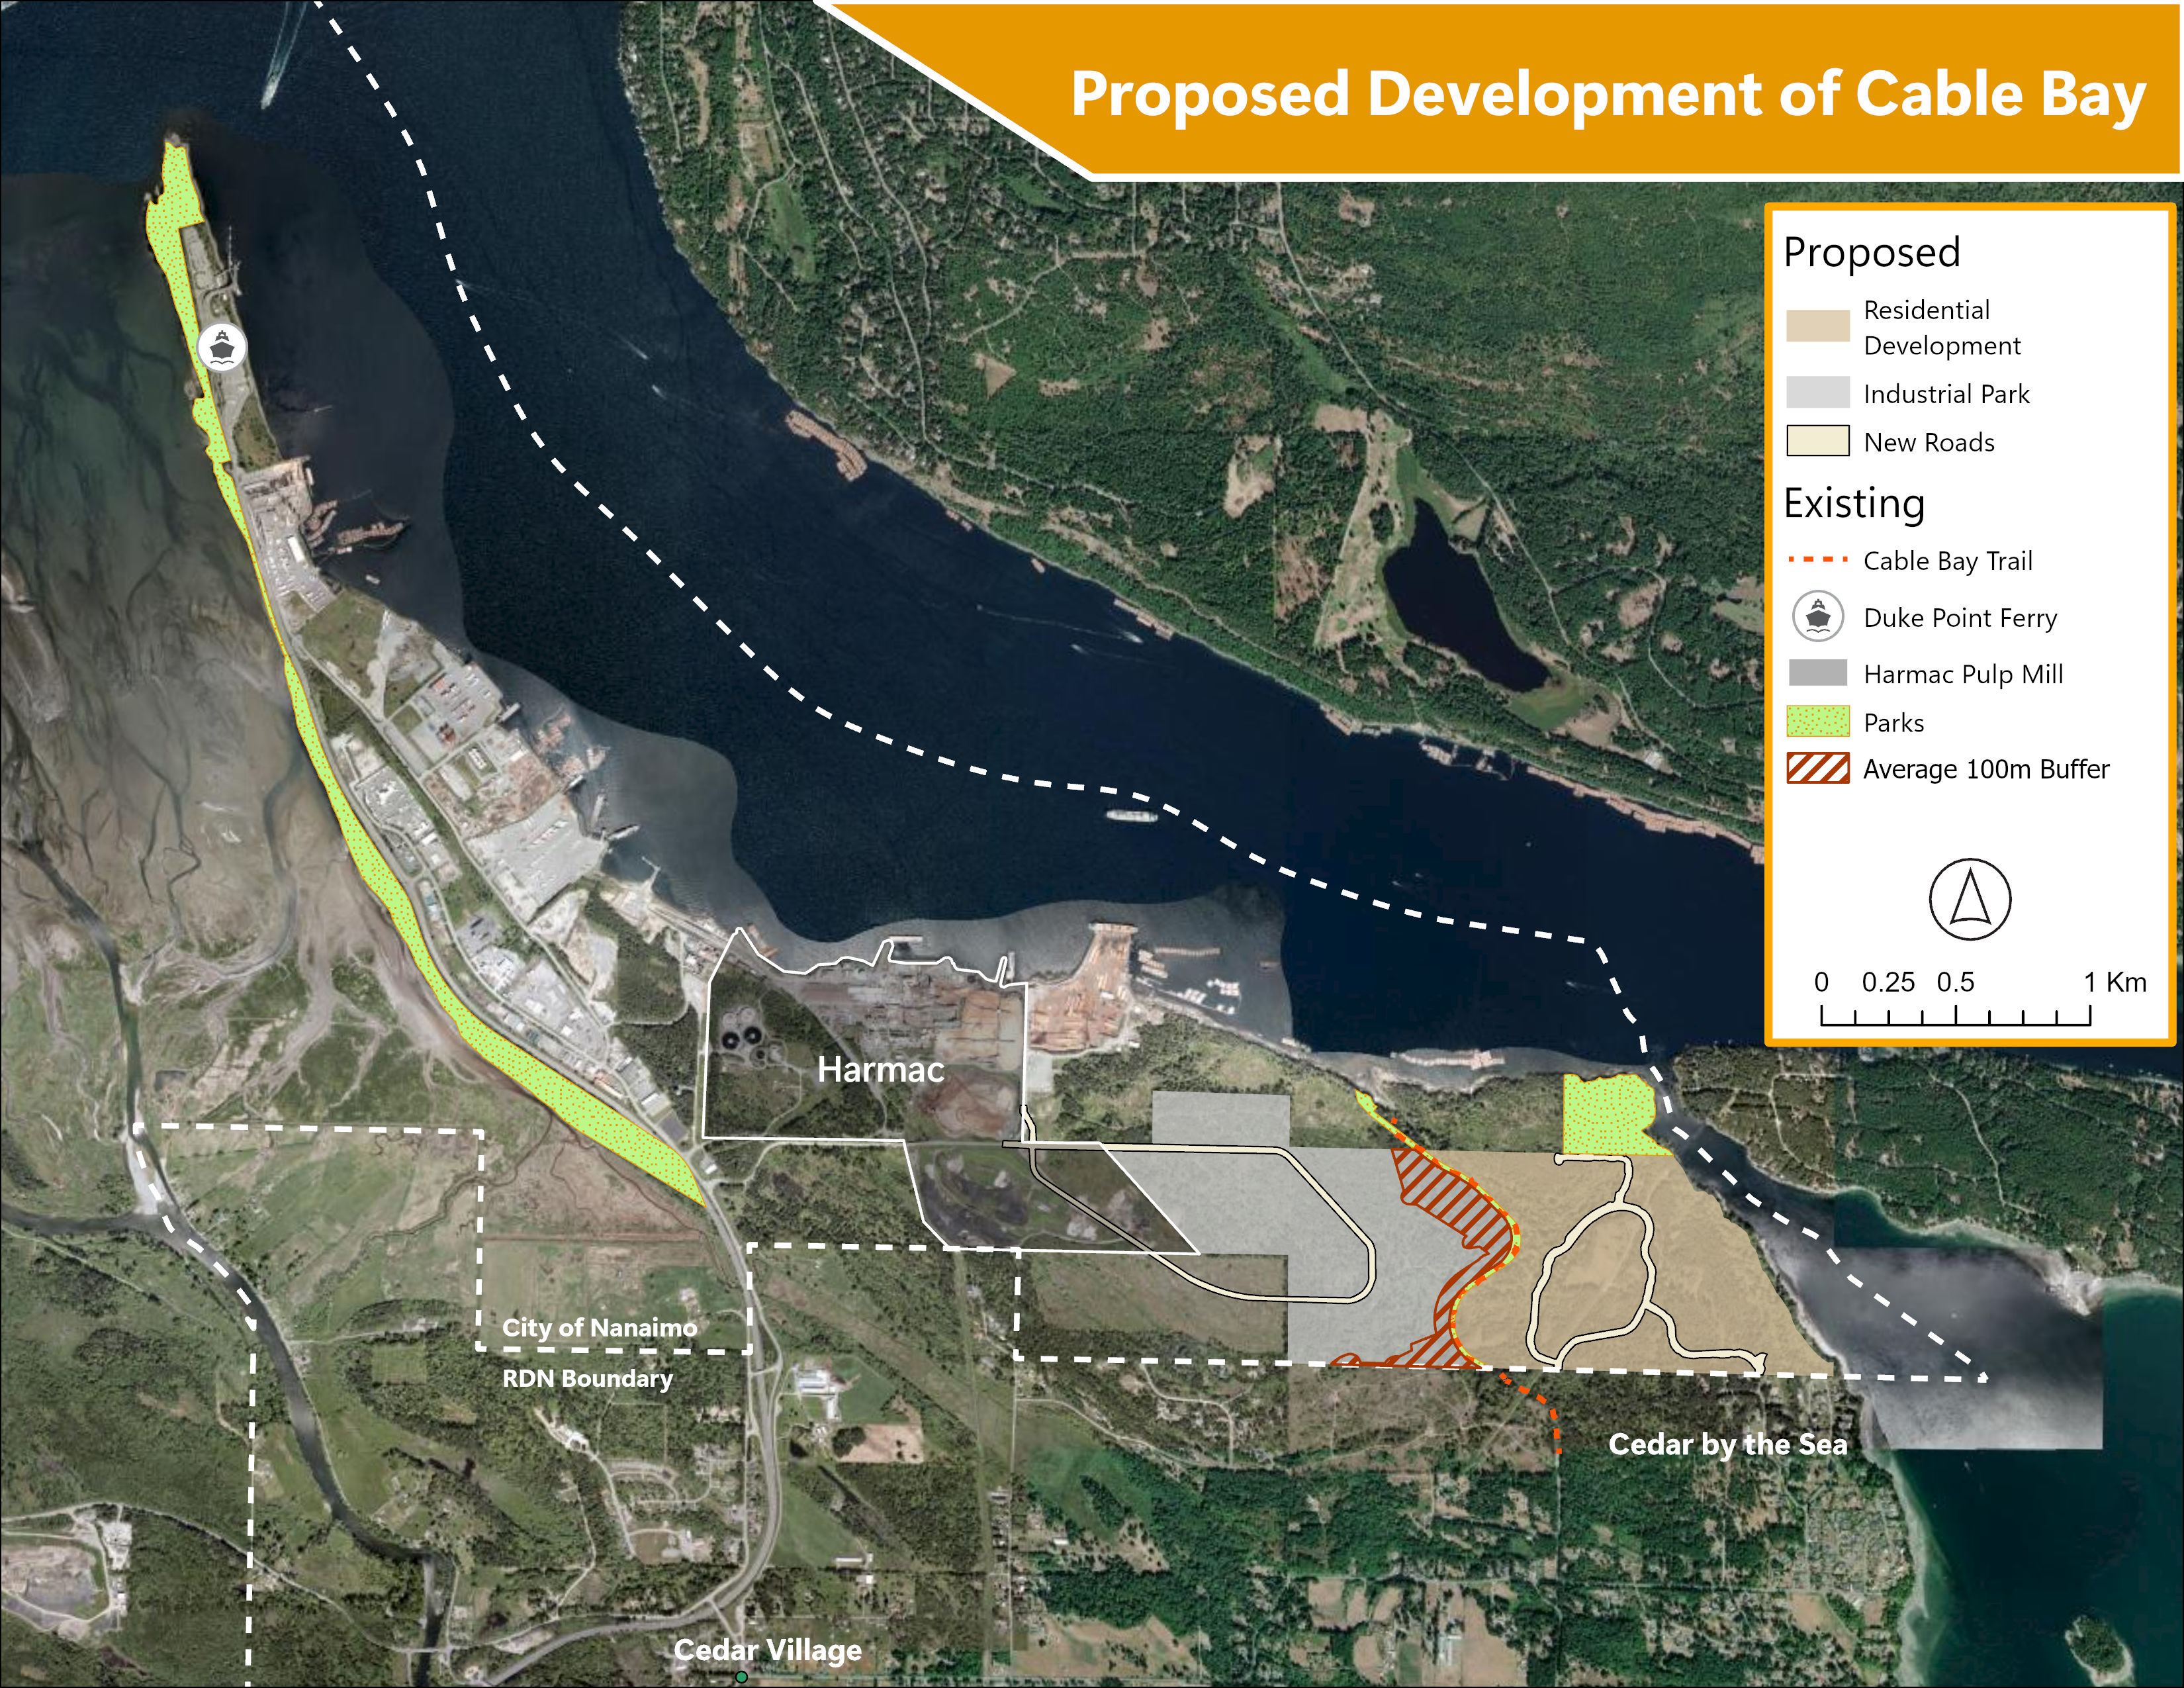 Proposed Development of Cable Bay
Proposed
Residential
Development
Industrial Park
New Roads
Existing
Cable Bay Trail
Duke Point Ferry
Harmac Pulp Mill
Parks
Average 100m Buffer
0 0.25 0.5 1 Km
Harmac
City of Nanaimo
RDN Boundary
Cedar by the Sea
Cedar Village